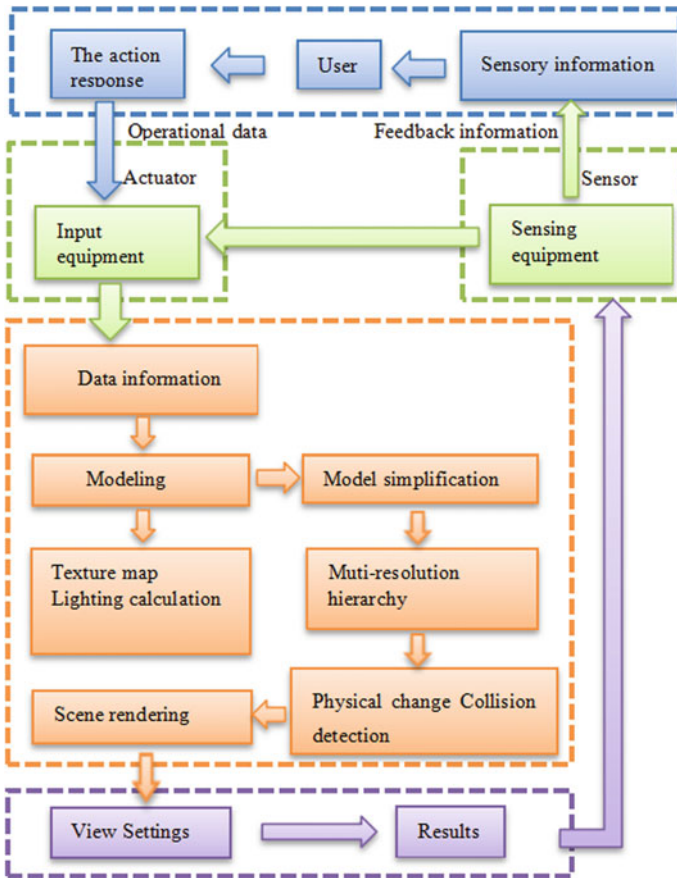 The action
response
User
Sensory information
Operational data
Feedback information
Actuator
Sensor
Input
equipment
Sensing
equipment
Data information
Modeling
Model simplification
Texture map
Lighting calculation
Muti-resolution
hierarchy
Scene rendering
Physical change Collision
detection
View Settings
Results